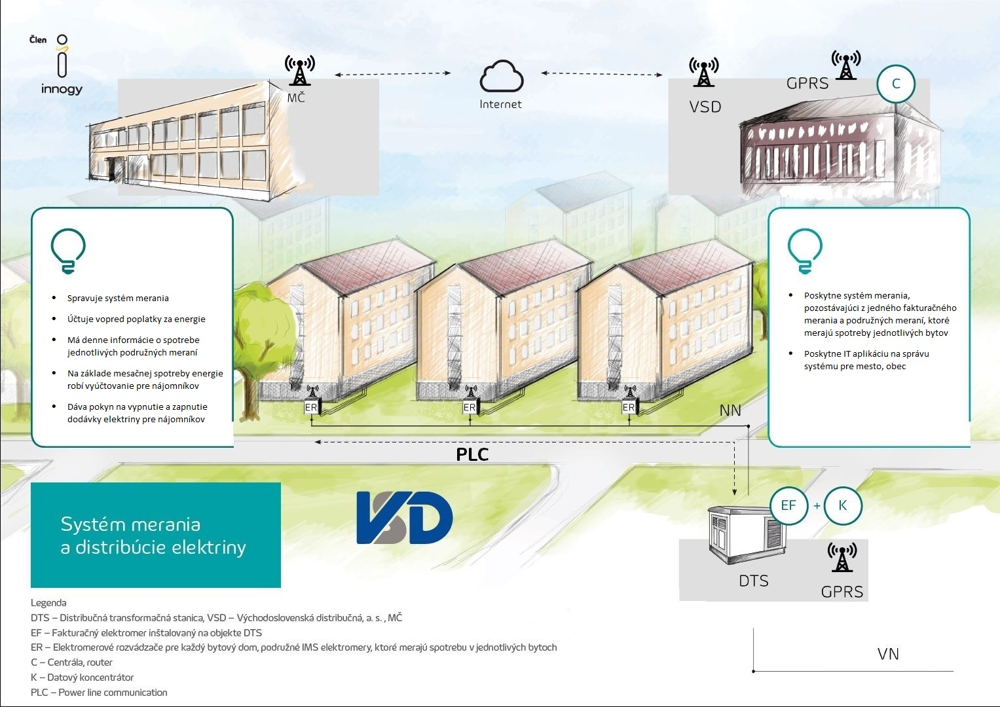 Člen
innogy
MČ
Internet
VSD
GPRS
C
• Spravuje systém merania
• Účtuje vopred poplatky za energie
• Má denne informácie o spotrebe
jednotlivých podružných meraní
• Na základe mesačnej spotreby energie
robí vyúčtovanie pre nájomníkov
• Dáva pokyn na vypnutie a zapnutie
dodávky elektriny pre nájomníkov
• Poskytne systém merania,
pozostávajúci z jedného fakturačného
merania a podružných meraní, ktoré
merajú spotreby jednotlivých bytov
• Poskytne IT aplikáciu na správu
systému pre mesto, obec
ER
ER
ER
NN
PLC
VSD
EF + K
DTS
GPRS
VN
Systém merania
a distribúcie elektriny
Legenda
DTS – Distribučná transformačná stanica, VSD – Východoslovenská distribučná, a. s. , MČ
EF – Fakturačný elektromer inštalovaný na objekte DTS
ER – Elektromerové rozvádzače pre každý bytový dom, podružné IMS elektromery, ktoré merajú spotrebu v jednotlivých bytoch
C – Centrála, router
K – Datový koncentrátor
PLC – Power line communication